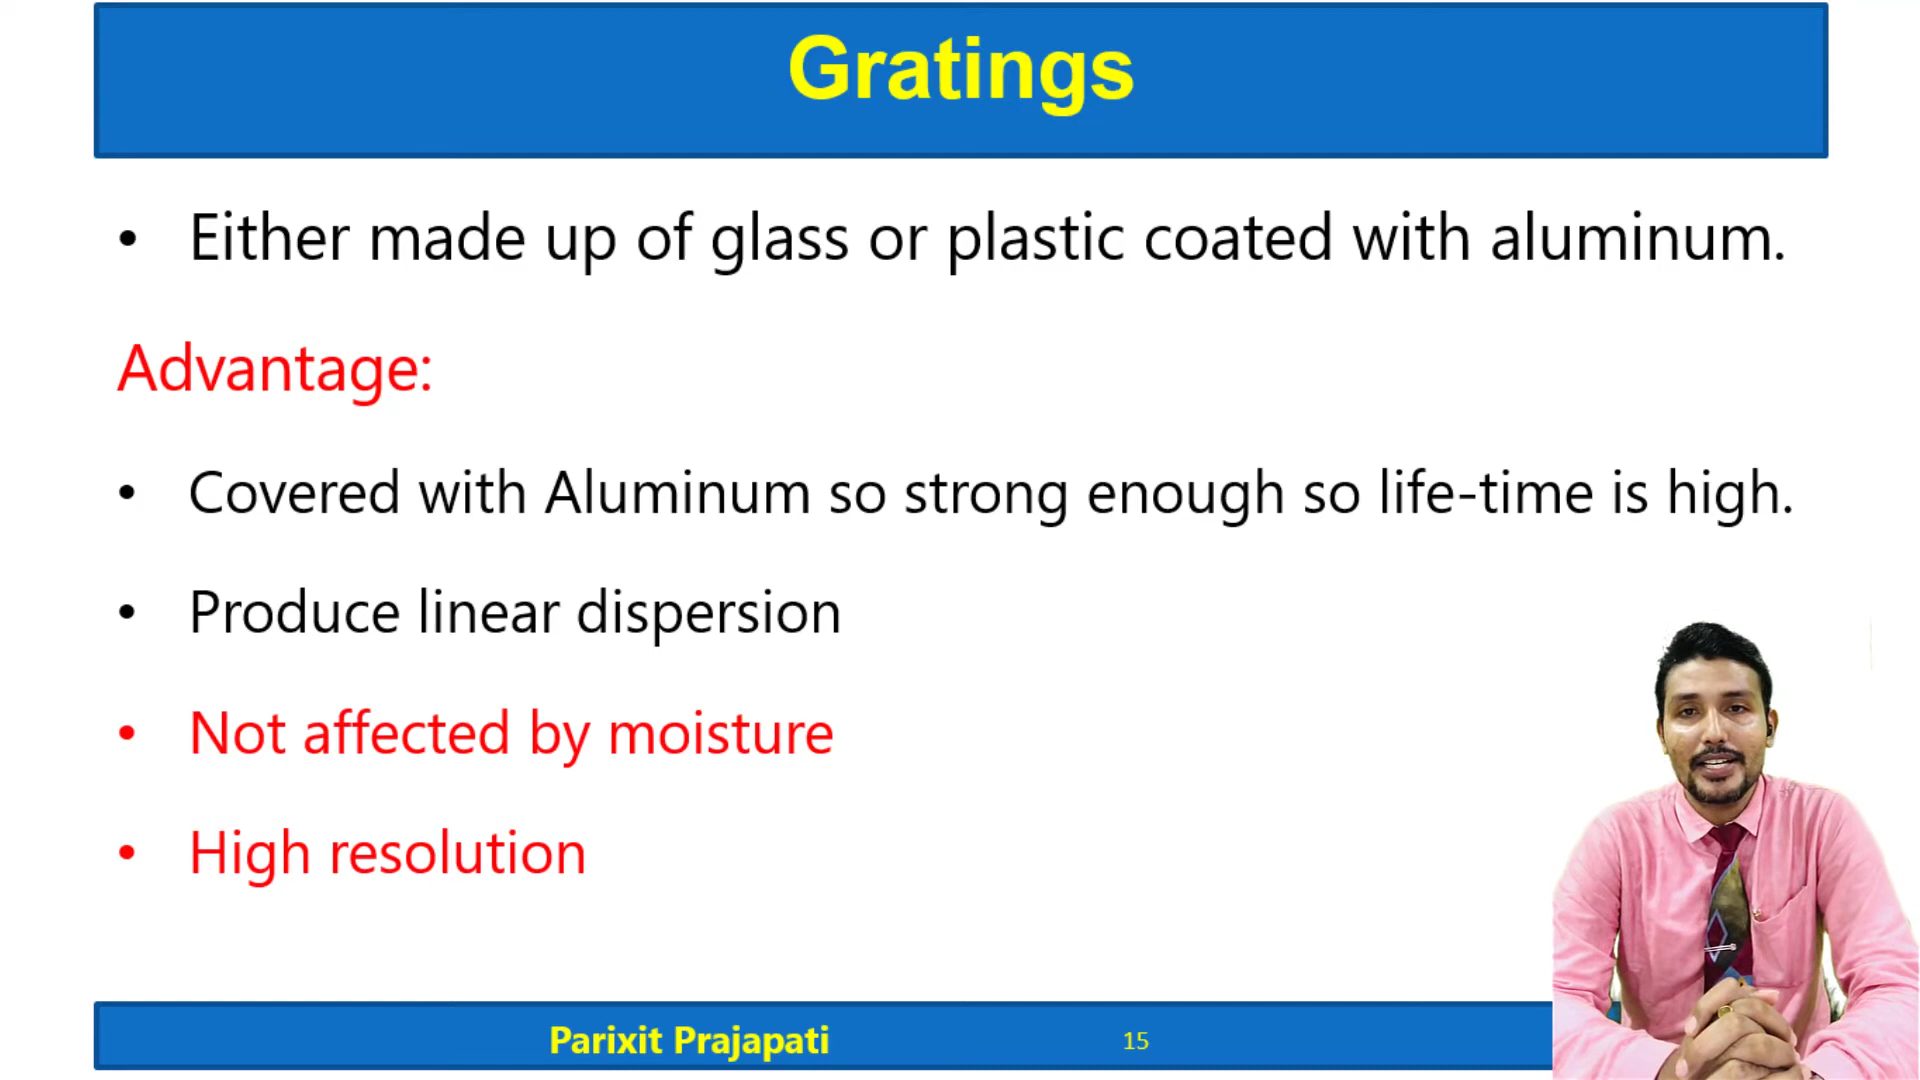 Gratings
• Either made up of glass or plastic coated with aluminum.
Advantage:
• Covered with Aluminum so strong enough so life-time is high.
• Produce linear dispersion
• Not affected by moisture
• High resolution
Parixit Prajapati 15